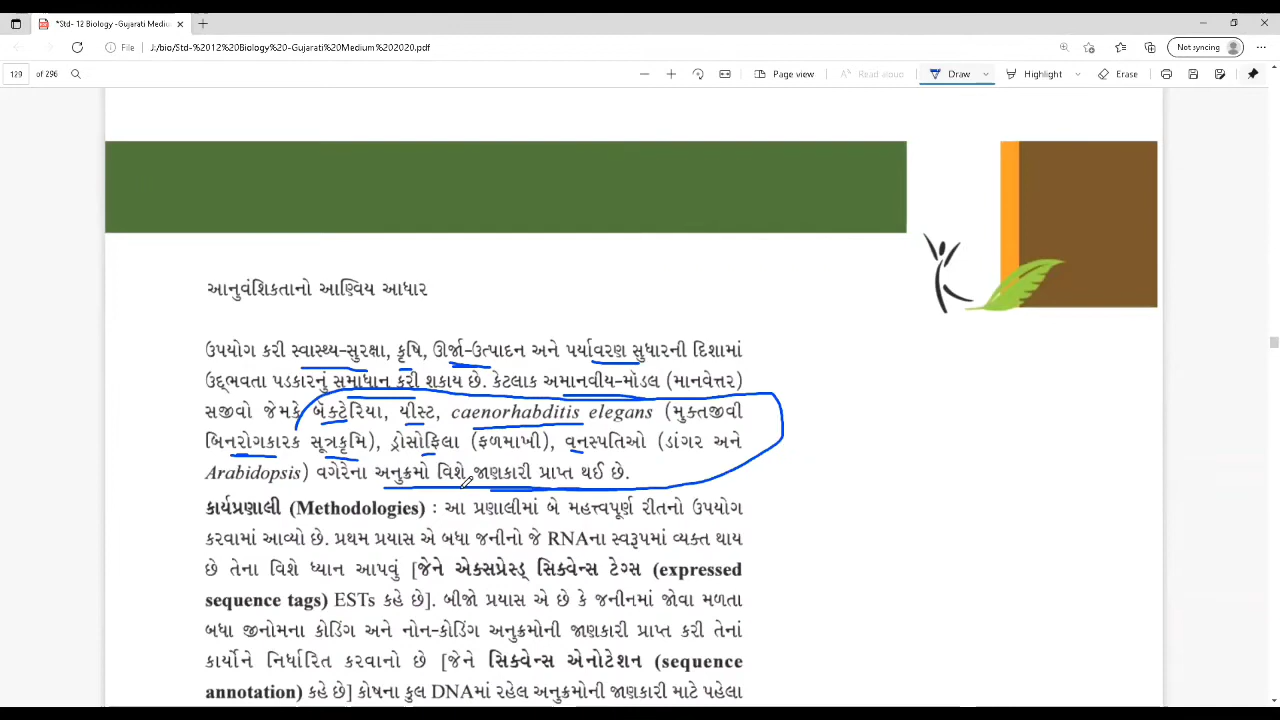 *Std- 12 Biology -Gujarati Mediu
File J:/bio/Std-%2012%20Biology%20-Gujarati%20Medium%202020.pdf Not syncing
129 of 296 Page view Read aloud Draw Highlight Erase
આનુવંશિકતાનો આણ્વિય આધાર
ઉપયોગ કરી સ્વાસ્થ્ય-સુરક્ષા, કૃષિ, ઊર્જા-ઉત્પાદન અને પર્યાવરણ સુધારની દિશામાં
ઉદ્ભવતા પડકારનું સમાધાન કરી શકાય છે. કેટલાક અમાનવીય-મૉડલ (માનવેત્તર)
સજીવો જેમકે બૅક્ટેરિયા, યીસ્ટ, caenorhabditis elegans (મુક્તજીવી
બિનરોગકારક સૂત્રકૃમિ), ડ્રોસોફિલા (ફળમાખી), વનસ્પતિઓ (ડાંગર અને
Arabidopsis) વગેરેના અનુક્રમો વિશે જાણકારી પ્રાપ્ત થઈ છે.
કાર્યપ્રણાલી (Methodologies) : આ પ્રણાલીમાં બે મહત્ત્વપૂર્ણ રીતનો ઉપયોગ
કરવામાં આવ્યો છે. પ્રથમ પ્રયાસ એ બધા જનીનો જે RNAના સ્વરૂપમાં વ્યક્ત થાય
છે તેના વિશે ધ્યાન આપવું [જેને એક્સપ્રેસ્ડ્ સિક્વેન્સ ટેગ્સ (expressed
sequence tags) ESTs કહે છે]. બીજો પ્રયાસ એ છે કે જનીનમાં જોવા મળતા
બધા જીનોમના કોડિંગ અને નોન-કોડિંગ અનુક્રમોની જાણકારી પ્રાપ્ત કરી તેનાં
કાર્યોને નિર્ધારિત કરવાનો છે [જેને સિક્વેન્સ એનોટેશન (sequence
annotation) કહે છે] કોષના કુલ DNAમાં રહેલ અનુક્રમોની જાણકારી માટે પહેલા